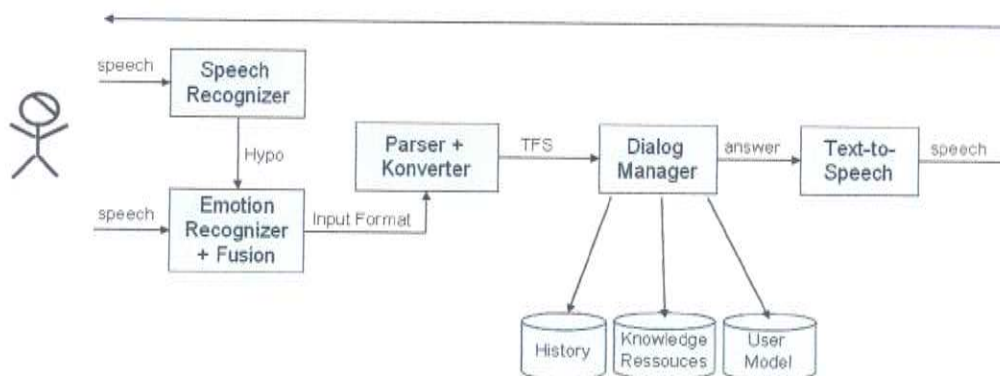 speech
Speech
Recognizer
Hypo
speech
Emotion
Recognizer
+ Fusion
Input Format
Parser +
Konverter
TFS
Dialog
Manager
answer
Text-to-
Speech
speech
History
Knowledge
Ressouces
User
Model